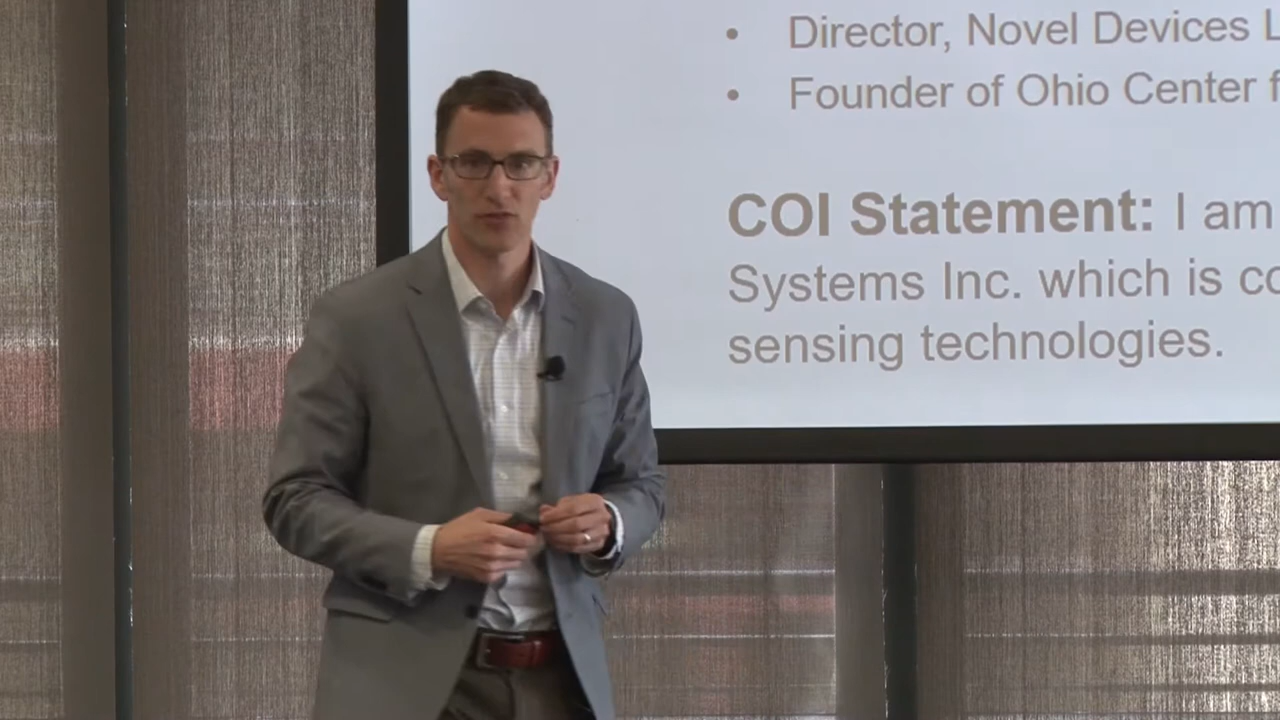 • Director, Novel Devices L
• Founder of Ohio Center f
COI Statement: I am
Systems Inc. which is co
sensing technologies.